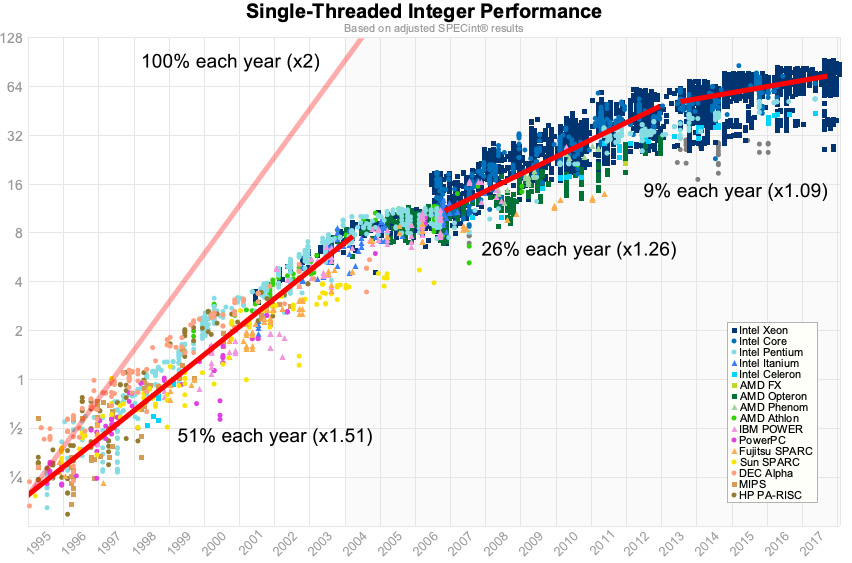 Single-Threaded Integer Performance
Based on adjusted SPECint® results
128
64
32
16
8
4
2
1
½
¼
100% each year (x2)
9% each year (x1.09)
26% each year (x1.26)
51% each year (x1.51)
Intel Xeon
Intel Core
Intel Pentium
Intel Itanium
Intel Celeron
AMD FX
AMD Opteron
AMD Phenom
AMD Athlon
IBM POWER
PowerPC
Fujitsu SPARC
Sun SPARC
DEC Alpha
MIPS
HP PA-RISC
1995
1996
1997
1998
1999
2000
2001
2002
2003
2004
2005
2006
2007
2008
2009
2010
2011
2012
2013
2014
2015
2016
2017